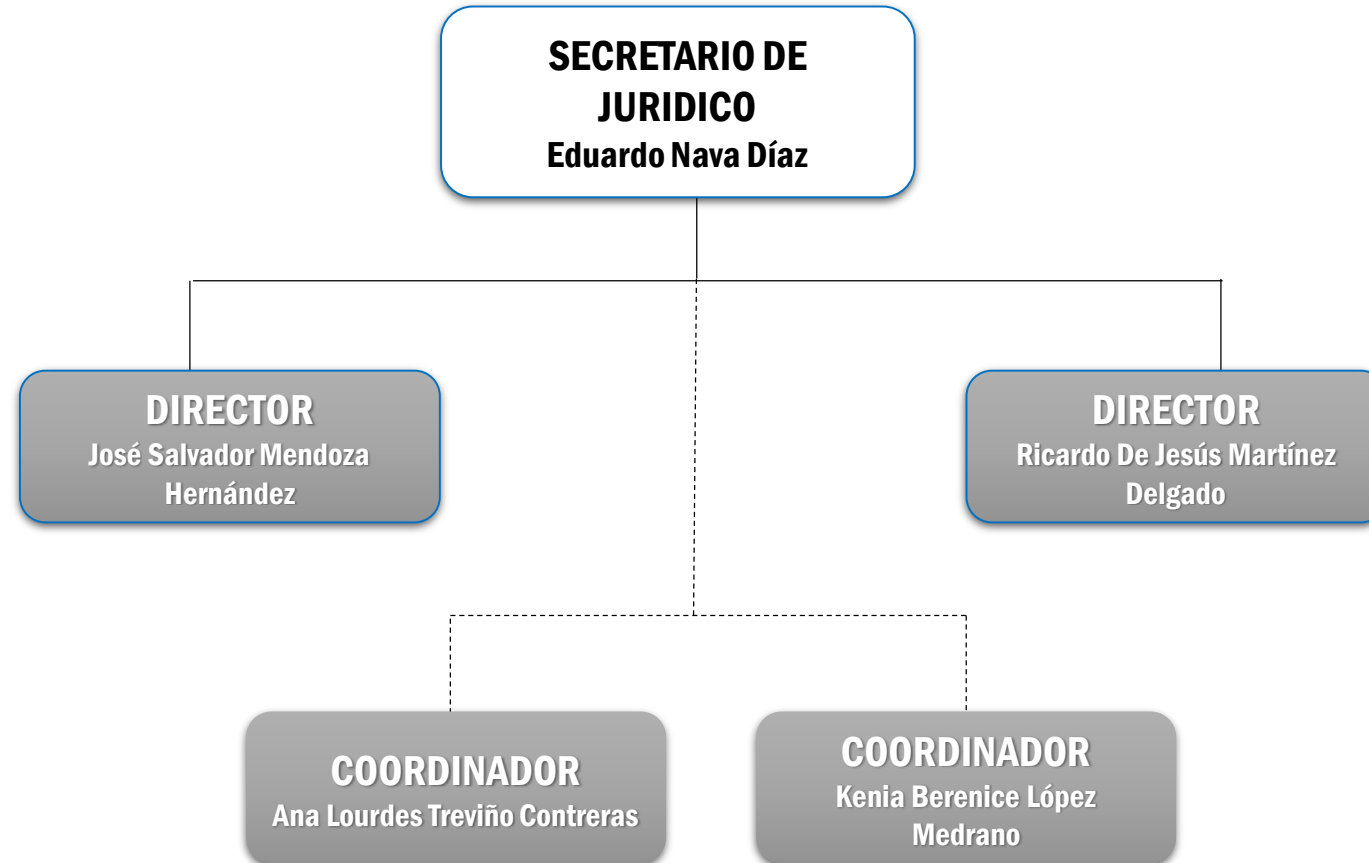 SECRETARIO DE
JURIDICO
Eduardo Nava Díaz
DIRECTOR
José Salvador Mendoza
Hernández
DIRECTOR
Ricardo De Jesús Martínez
Delgado
COORDINADOR
Ana Lourdes Treviño Contreras
COORDINADOR
Kenia Berenice López
Medrano